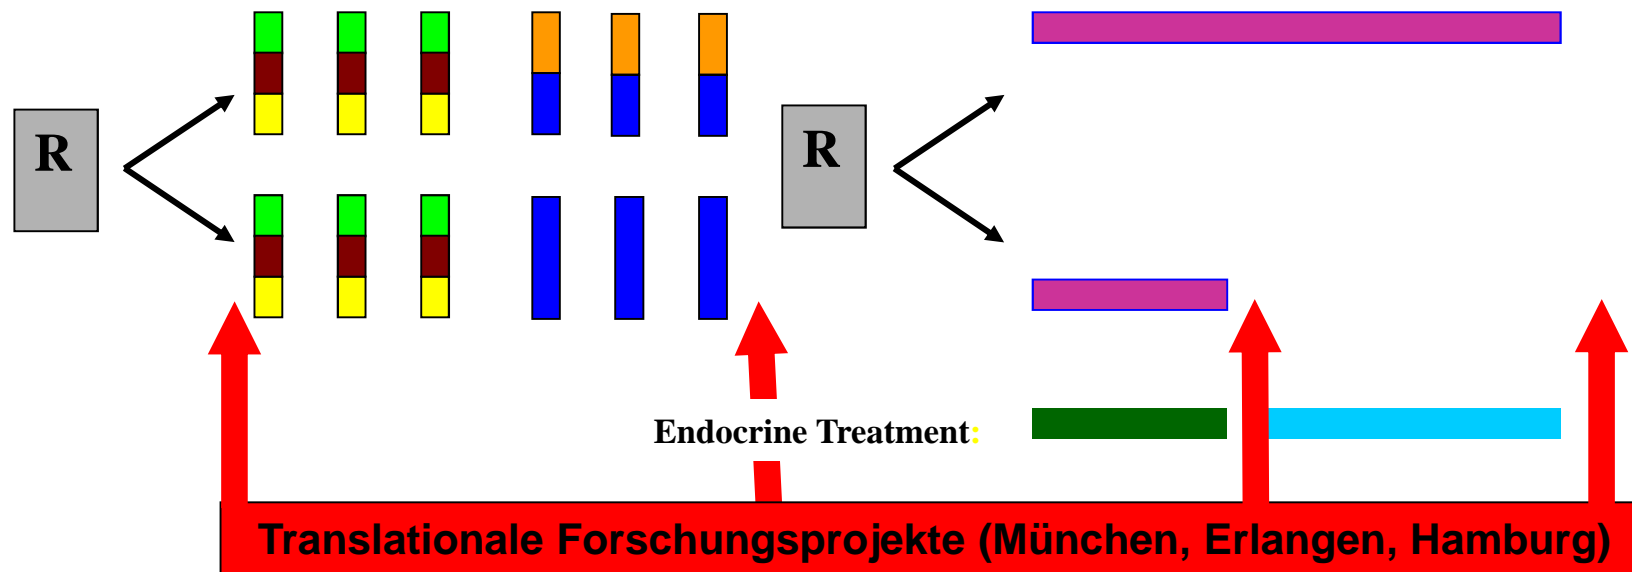 R
R
Endocrine Treatment:
Translationale Forschungsprojekte (München, Erlangen, Hamburg)